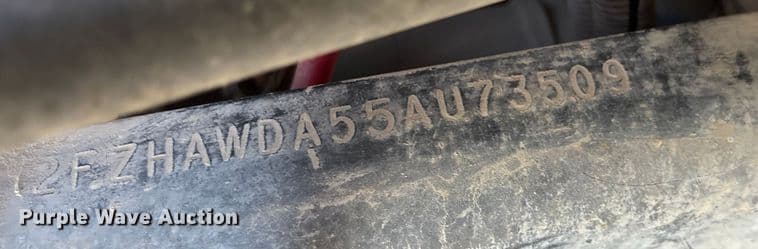 2FZHAWDA55AU73509
Purple Wave Auction